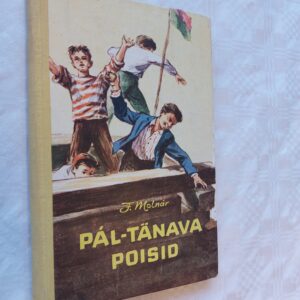 F. Molnár
PÁL-TÄNAVA
POISID